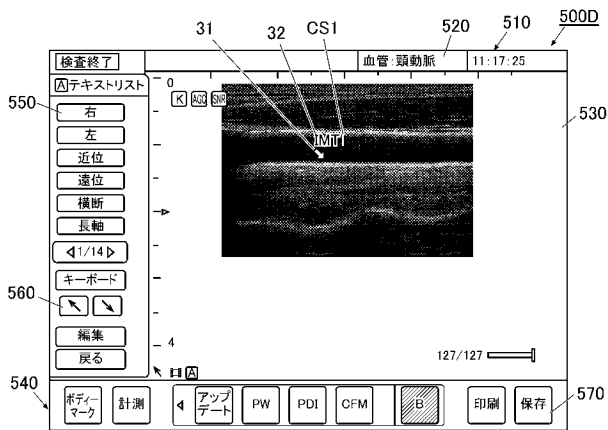 31 32 CS1 520 510 500D
検査終了 血管:頸動脈 11:17:25
Aテキストリスト
0
K AGC SNR
550
右
左
近位
遠位
横断
長軸
1/14
キーボード
560
編集
戻る
IMT
530
4
A
127/127
540
ボディー
マーク
計測
アップ
デート
PW
PDI
CFM
B
印刷
保存
570